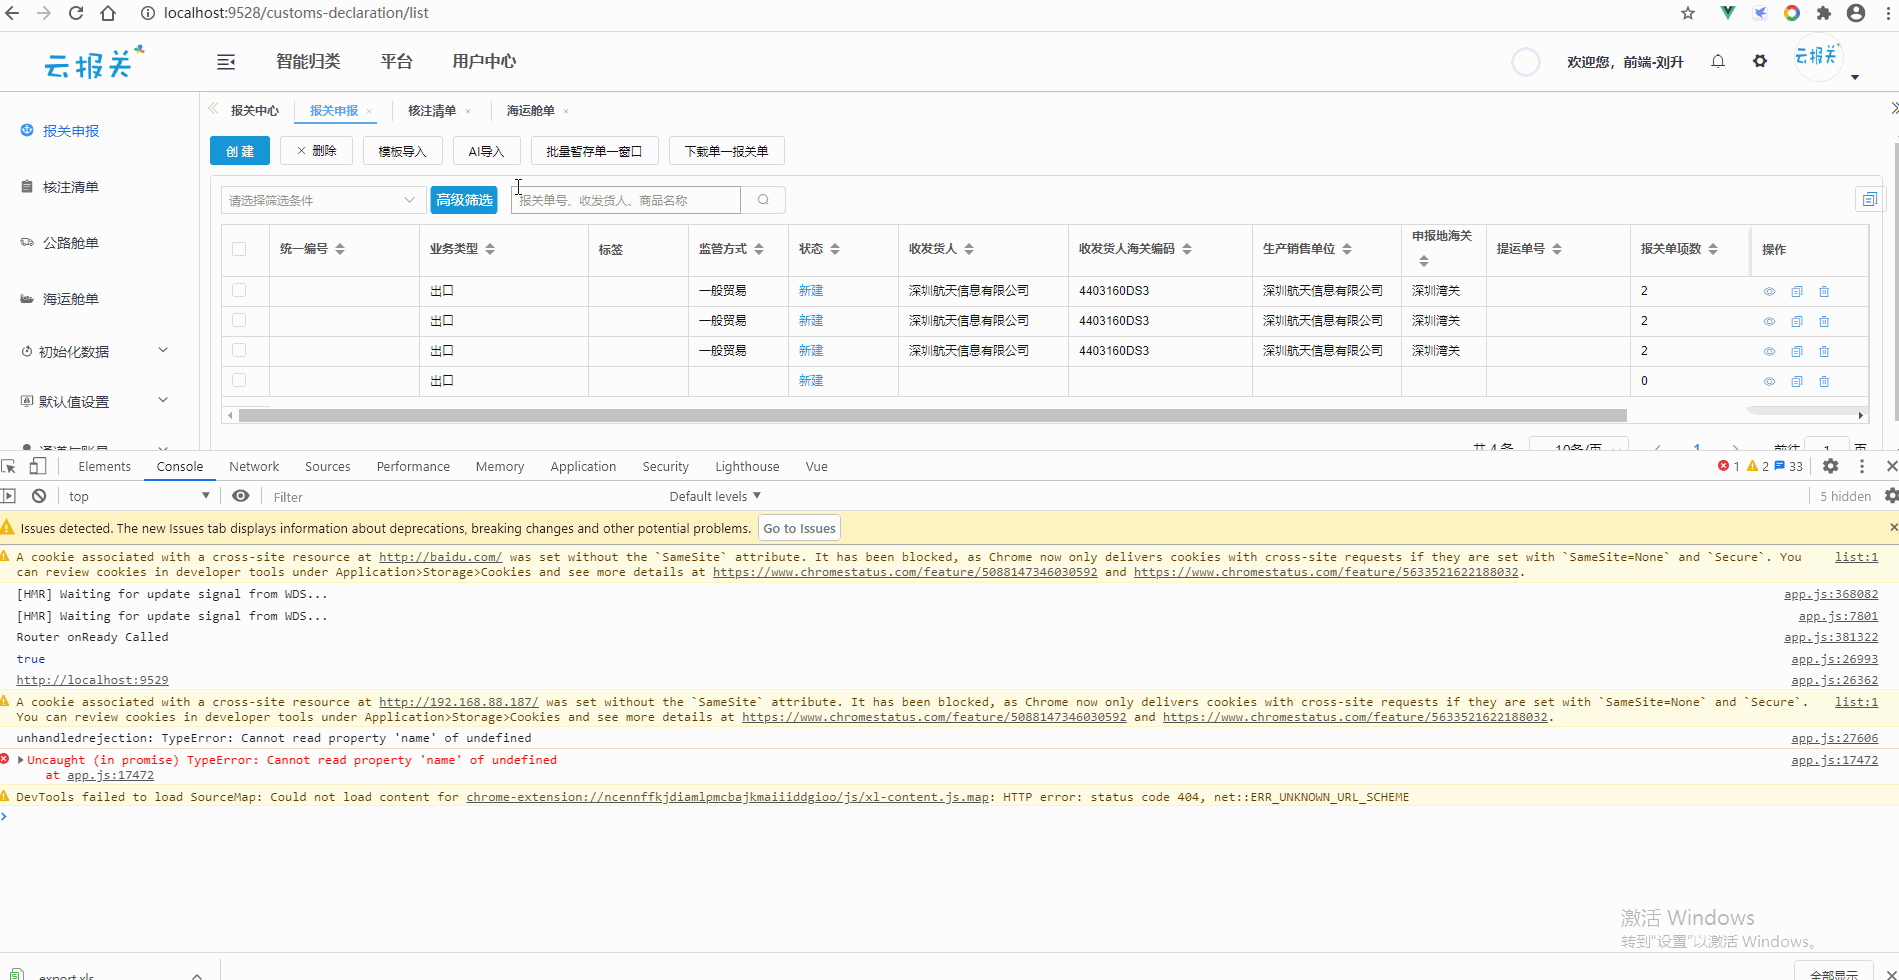 localhost:9528/customs-declaration/list
云报关
智能归类 平台 用户中心
欢迎您，前端-刘升
云报关
报关申报
核注清单
公路舱单
海运舱单
初始化数据
默认值设置
报关中心 报关申报 × 核注清单 × 海运舱单 ×
创 建 × 删除 模板导入 AI导入 批量暂存单一窗口 下载单一报关单
请选择筛选条件 高级筛选 报关单号、收发货人、商品名称
统一编号 业务类型 标签 监管方式 状态 收发货人 收发货人海关编码 生产销售单位 申报地海关 提运单号 报关单项数 操作
出口 一般贸易 新建 深圳航天信息有限公司 4403160DS3 深圳航天信息有限公司 深圳湾关 2
出口 一般贸易 新建 深圳航天信息有限公司 4403160DS3 深圳航天信息有限公司 深圳湾关 2
出口 一般贸易 新建 深圳航天信息有限公司 4403160DS3 深圳航天信息有限公司 深圳湾关 2
出口 新建 0
共 4 条 10条/页 1 前往 1 页
Elements Console Network Sources Performance Memory Application Security Lighthouse Vue 1 2 33
top Filter Default levels 5 hidden
Issues detected. The new Issues tab displays information about deprecations, breaking changes and other potential problems. Go to Issues
A cookie associated with a cross-site resource at http://baidu.com/ was set without the `SameSite` attribute. It has been blocked, as Chrome now only delivers cookies with cross-site requests if they are set with `SameSite=None` and `Secure`. You list:1
can review cookies in developer tools under Application>Storage>Cookies and see more details at https://www.chromestatus.com/feature/5088147346030592 and https://www.chromestatus.com/feature/5633521622188032.
[HMR] Waiting for update signal from WDS... app.js:368082
[HMR] Waiting for update signal from WDS... app.js:7801
Router onReady Called app.js:381322
true app.js:26993
http://localhost:9529 app.js:26362
A cookie associated with a cross-site resource at http://192.168.88.187/ was set without the `SameSite` attribute. It has been blocked, as Chrome now only delivers cookies with cross-site requests if they are set with `SameSite=None` and `Secure`. list:1
You can review cookies in developer tools under Application>Storage>Cookies and see more details at https://www.chromestatus.com/feature/5088147346030592 and https://www.chromestatus.com/feature/5633521622188032.
unhandledrejection: TypeError: Cannot read property 'name' of undefined app.js:27606
Uncaught (in promise) TypeError: Cannot read property 'name' of undefined app.js:17472
at app.js:17472
DevTools failed to load SourceMap: Could not load content for chrome-extension://ncennffkjdiamlpmcbajkmaiiiddgioo/js/xl-content.js.map: HTTP error: status code 404, net::ERR_UNKNOWN_URL_SCHEME
激活 Windows
转到“设置”以激活 Windows。
export.xls 全部显示